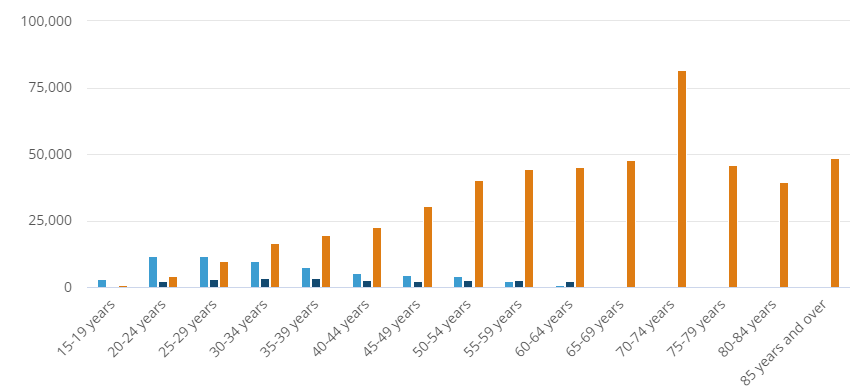 100,000
75,000
50,000
25,000
0
15-19 years
20-24 years
25-29 years
30-34 years
35-39 years
40-44 years
45-49 years
50-54 years
55-59 years
60-64 years
65-69 years
70-74 years
75-79 years
80-84 years
85 years and over